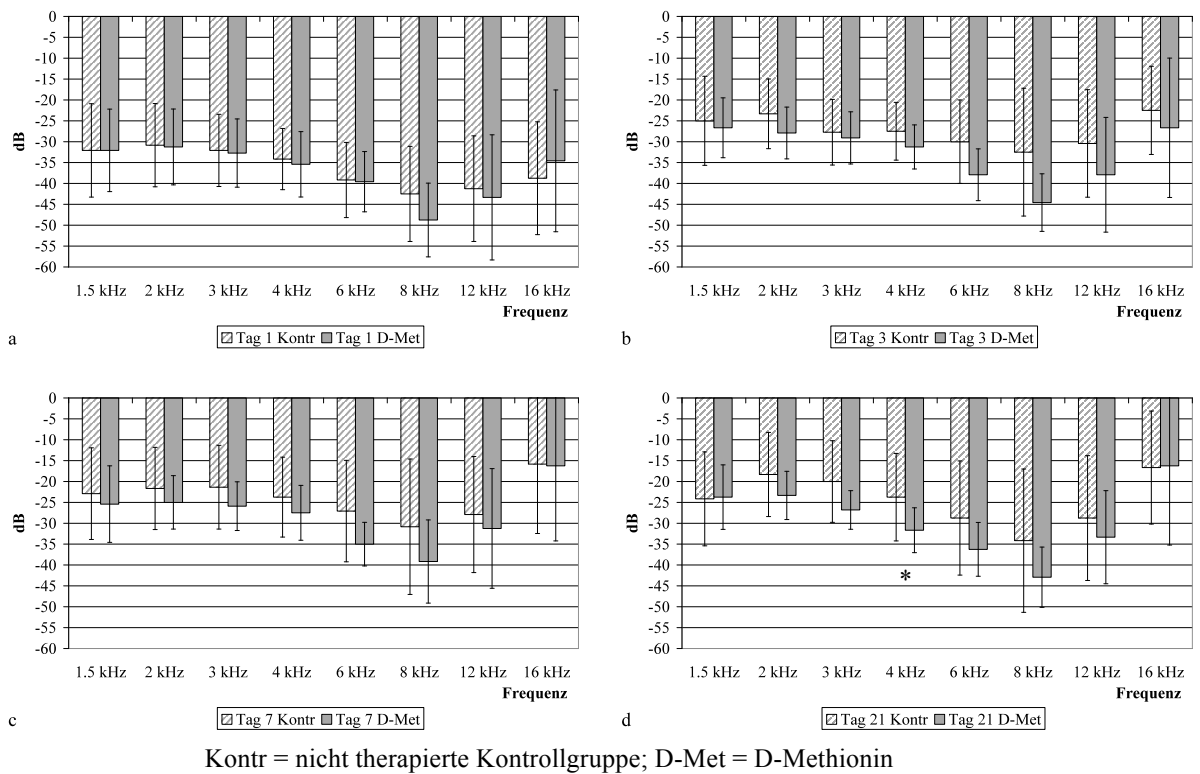 0
-5
-10
-15
-20
-25
-30
-35
-40
-45
-50
-55
-60
dB
1.5 kHz 2 kHz 3 kHz 4 kHz 6 kHz 8 kHz 12 kHz 16 kHz
Frequenz
Tag 1 Kontr Tag 1 D-Met
a
0
-5
-10
-15
-20
-25
-30
-35
-40
-45
-50
-55
-60
dB
1.5 kHz 2 kHz 3 kHz 4 kHz 6 kHz 8 kHz 12 kHz 16 kHz
Frequenz
Tag 3 Kontr Tag 3 D-Met
b
0
-5
-10
-15
-20
-25
-30
-35
-40
-45
-50
-55
-60
dB
1.5 kHz 2 kHz 3 kHz 4 kHz 6 kHz 8 kHz 12 kHz 16 kHz
Frequenz
Tag 7 Kontr Tag 7 D-Met
c
0
-5
-10
-15
-20
-25
-30
-35
-40
-45
-50
-55
-60
dB
*
1.5 kHz 2 kHz 3 kHz 4 kHz 6 kHz 8 kHz 12 kHz 16 kHz
Frequenz
Tag 21 Kontr Tag 21 D-Met
d
Kontr = nicht therapierte Kontrollgruppe; D-Met = D-Methionin